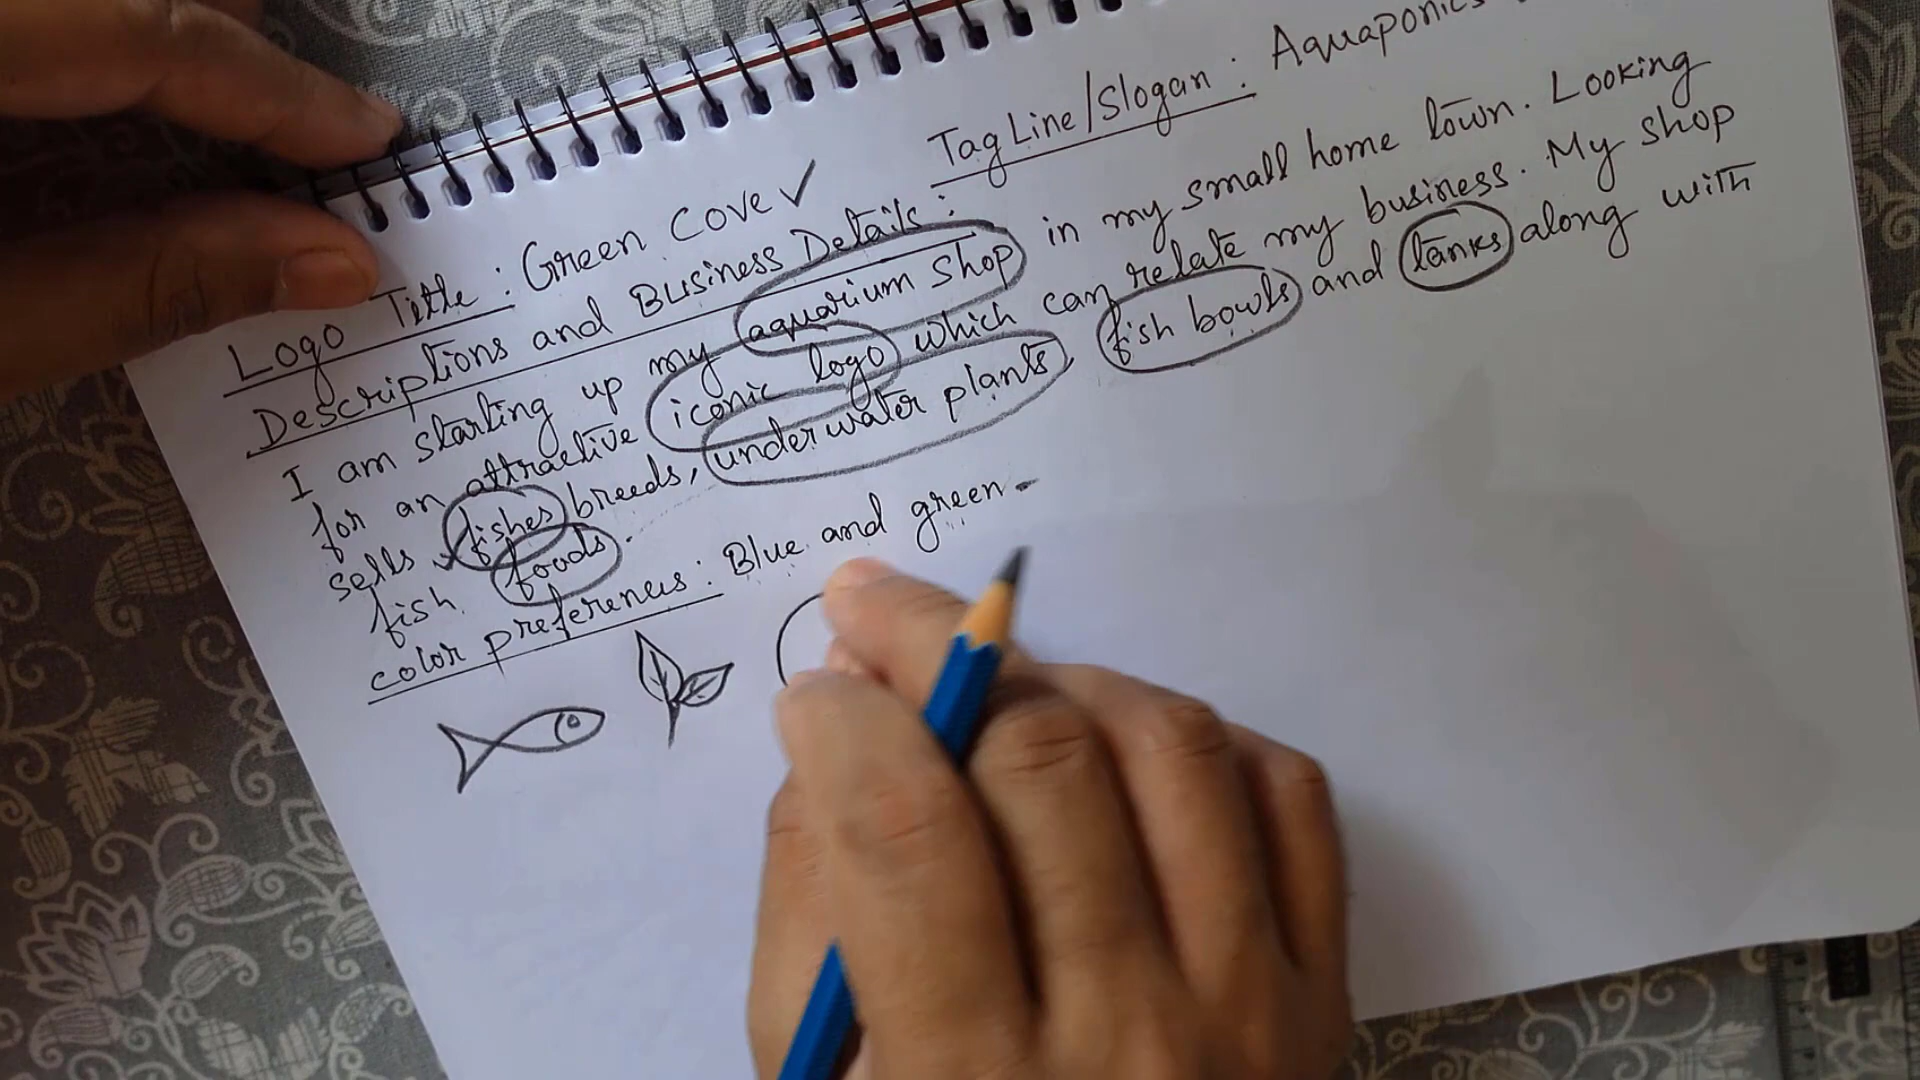 Logo Title : Green Cove ✓ Tag Line/Slogan : Aquaponics
Descriptions and Business Details :
I am starting up my aquarium shop in my small home town. Looking
for an attractive iconic logo which can relate my business. My shop
sells fishes breeds, underwater plants, fish bowls and tanks along with
fish foods.
color preferences : Blue and green